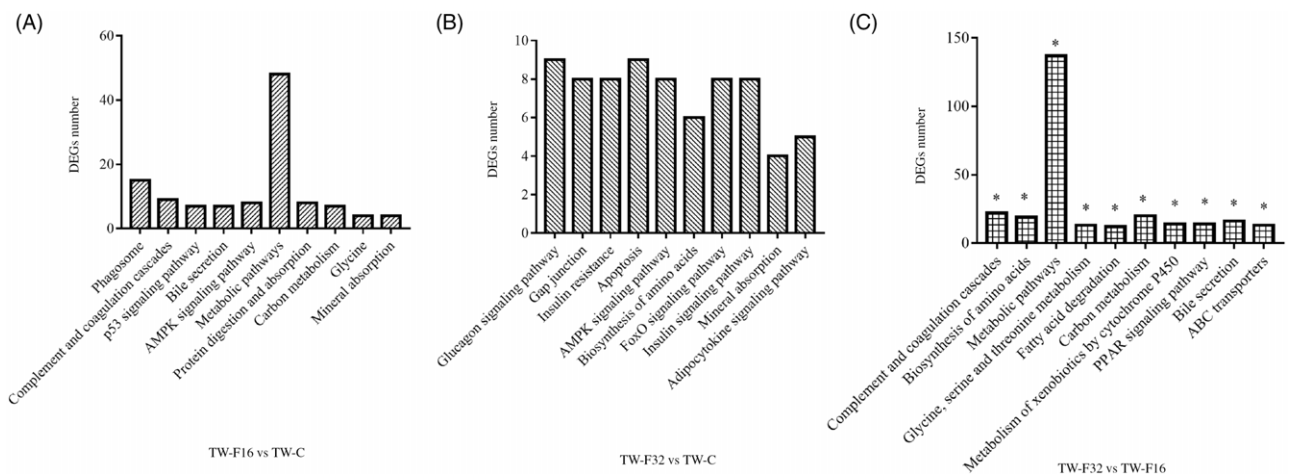 (A)
60
40
20
0
DEGs number
Phagosome
Complement and coagulation cascades
p53 signaling pathway
Bile secretion
AMPK signaling pathway
Metabolic pathways
Protein digestion and absorption
Carbon metabolism
Glycine
Mineral absorption
TW-F16 vs TW-C
(B)
10
8
6
4
2
0
DEGs number
Glucagon signaling pathway
Gap junction
Insulin resistance
Apoptosis
AMPK signaling pathway
Biosynthesis of amino acids
FoxO signaling pathway
Insulin signaling pathway
Mineral absorption
Adipocytokine signaling pathway
TW-F32 vs TW-C
(C)
150
100
50
0
DEGs number
* * * * * * * * * *
Complement and coagulation cascades
Biosynthesis of amino acids
Metabolic pathways
Glycine, serine and threonine metabolism
Fatty acid degradation
Carbon metabolism
Metabolism of xenobiotics by cytochrome P450
PPAR signaling pathway
Bile secretion
ABC transporters
TW-F32 vs TW-F16